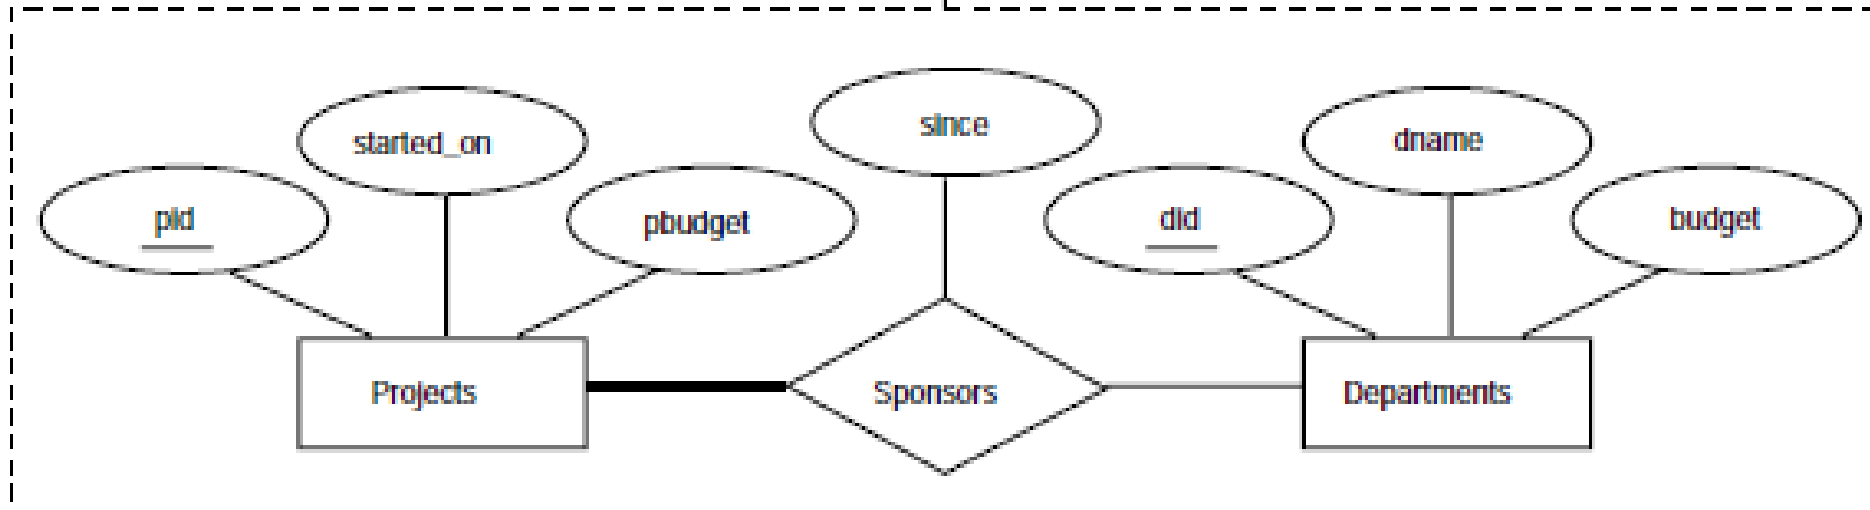 since
started_on
dname
pid
pbudget
did
budget
Projects
Sponsors
Departments